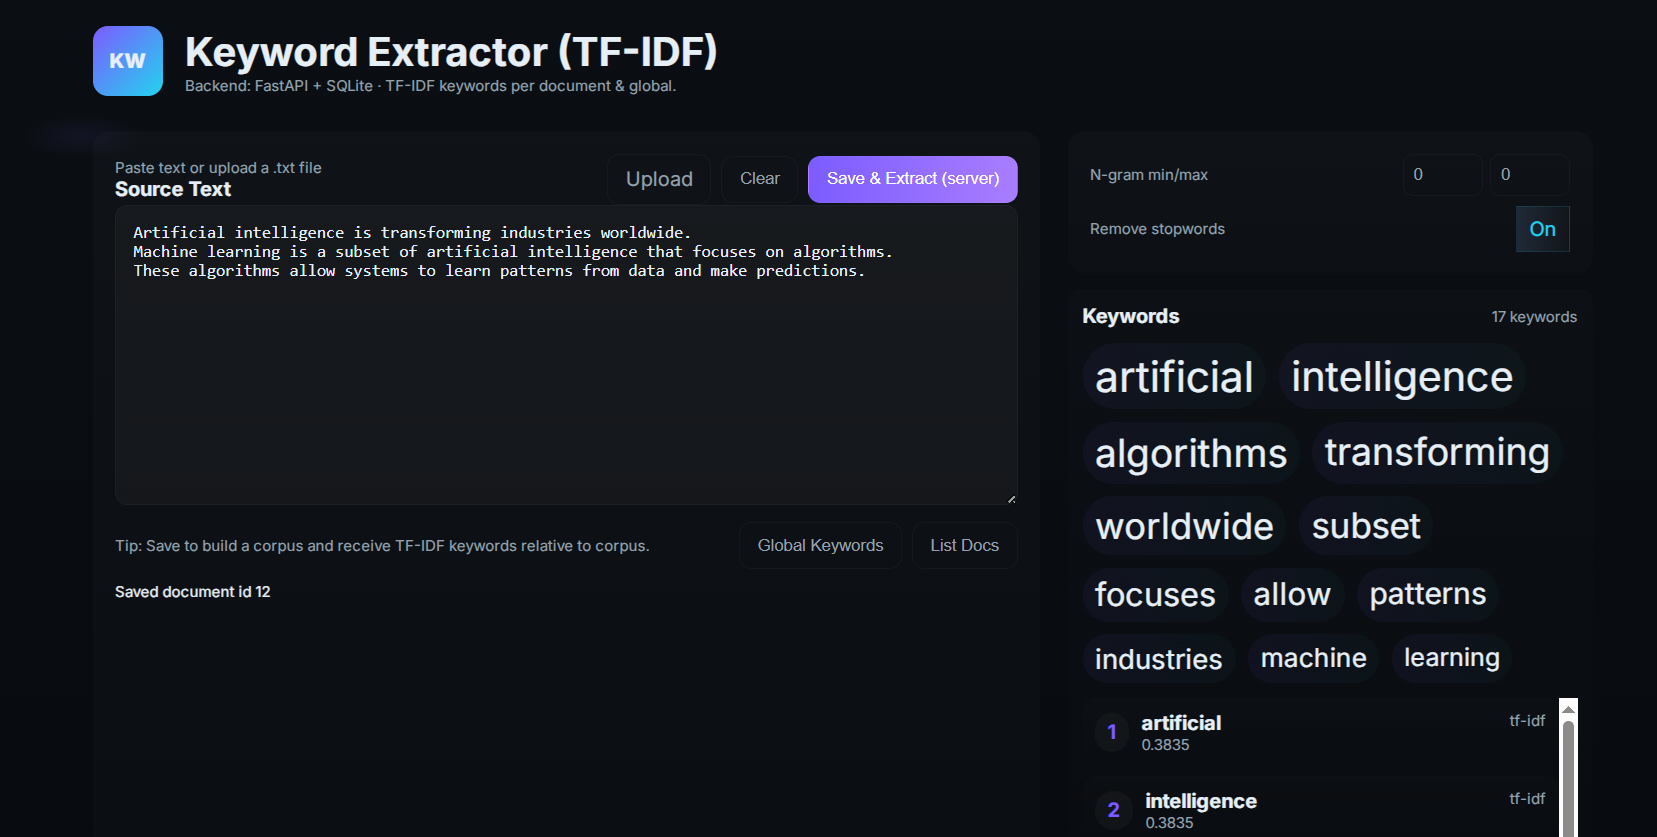 KW
Keyword Extractor (TF-IDF)
Backend: FastAPI + SQLite · TF-IDF keywords per document & global.
Paste text or upload a .txt file
Source Text
Upload
Clear
Save & Extract (server)
Artificial intelligence is transforming industries worldwide.
Machine learning is a subset of artificial intelligence that focuses on algorithms.
These algorithms allow systems to learn patterns from data and make predictions.
Tip: Save to build a corpus and receive TF-IDF keywords relative to corpus.
Global Keywords
List Docs
Saved document id 12
N-gram min/max
0
0
Remove stopwords
On
Keywords
17 keywords
artificial
intelligence
algorithms
transforming
worldwide
subset
focuses
allow
patterns
industries
machine
learning
1
artificial
0.3835
tf-idf
2
intelligence
0.3835
tf-idf